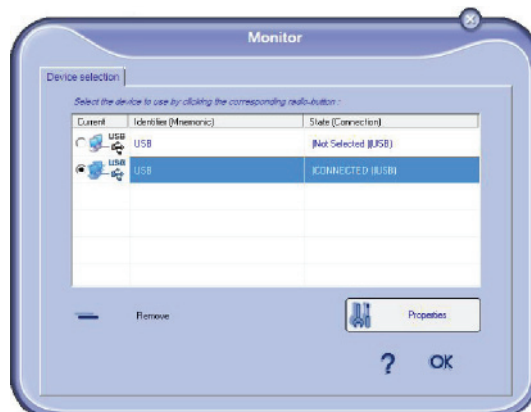 Monitor
Device selection
Select the device to use by clicking the corresponding radio-button :
Current Identifier (Mnemonic) State (Connection)
USB USB [Not Selected ](USB)
USB USB [CONNECTED ](USB)
Remove Properties
? OK